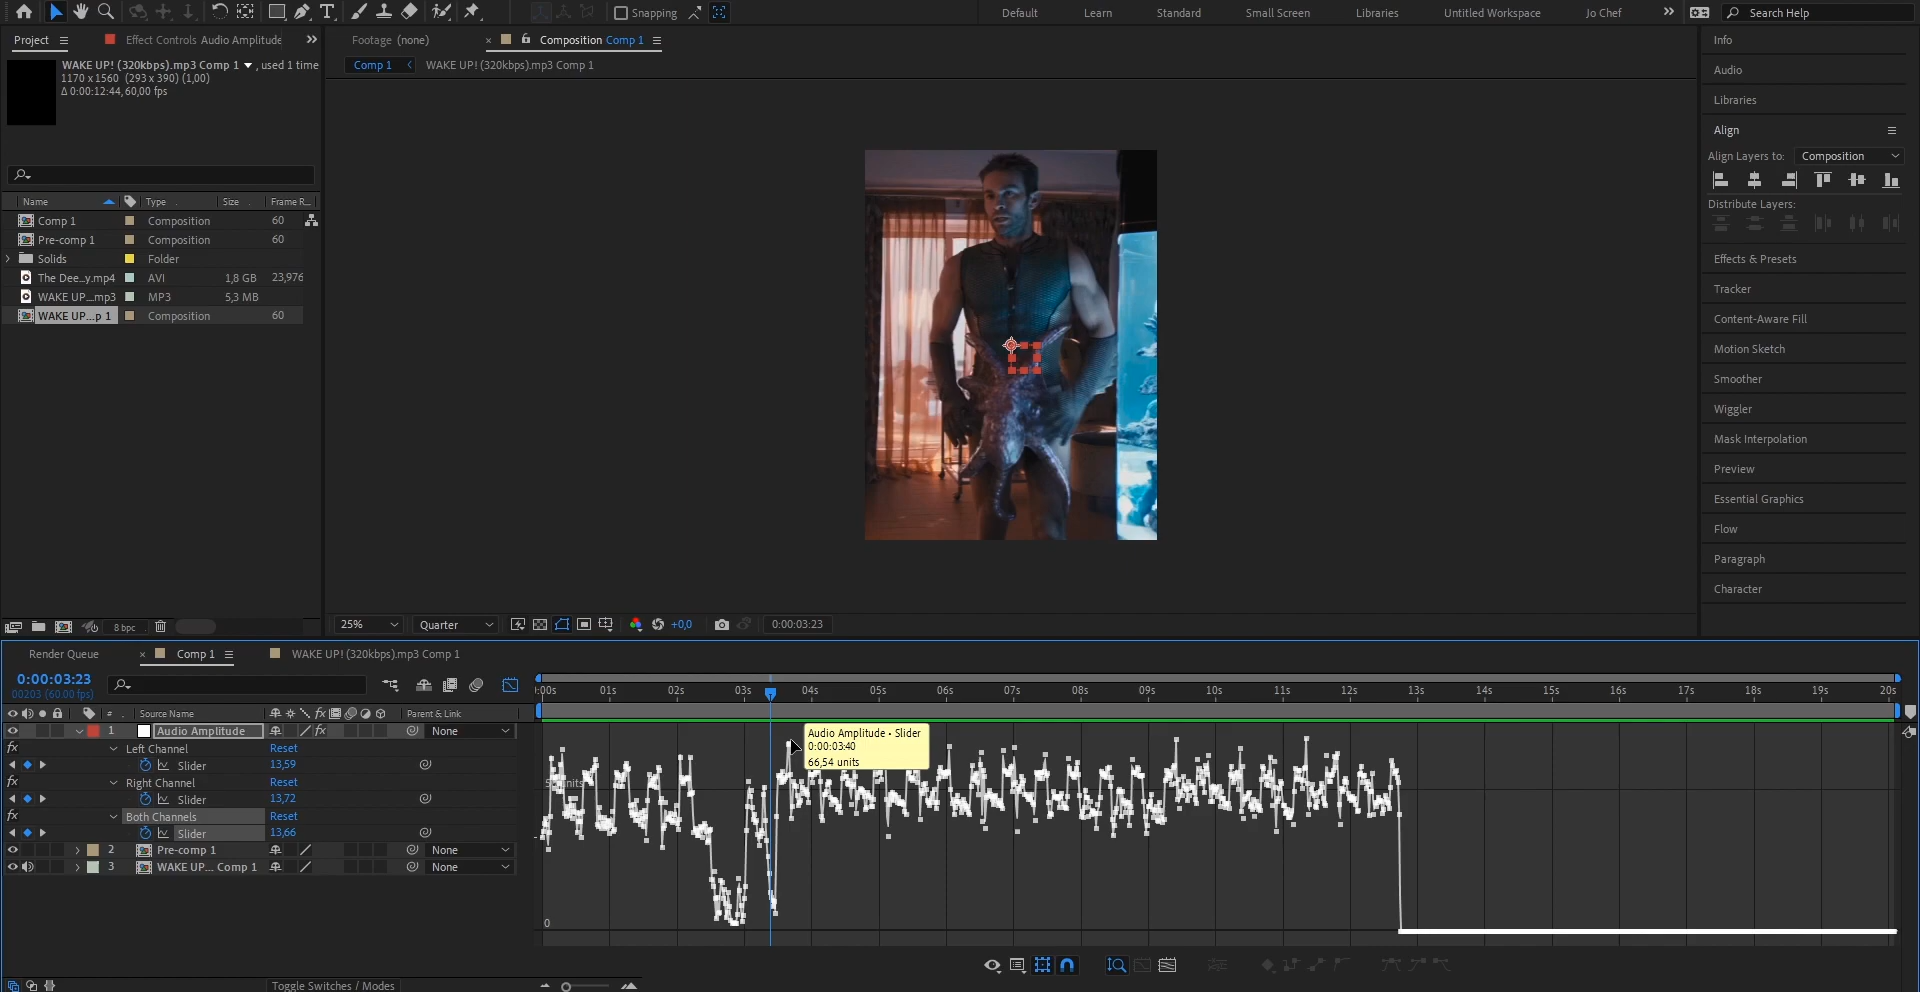 Snapping
Default
Learn
Standard
Small Screen
Libraries
Untitled Workspace
Jo Chef
Search Help
Project
Effect Controls Audio Amplitude
Footage (none)
Composition Comp 1
Info
WAKE UP! (320kbps).mp3 Comp 1 , used 1 time
1170 x 1560 (293 x 390) (1,00)
Δ 0:00:12:44, 60,00 fps
Comp 1
WAKE UP! (320kbps).mp3 Comp 1
Audio
Libraries
Align
Align Layers to:
Composition
Distribute Layers:
Name
Type
Size
Frame R...
Comp 1
Composition
60
Pre-comp 1
Composition
60
Solids
Folder
The Dee...y.mp4
AVI
1,8 GB
23,976
WAKE UP....mp3
MP3
5,3 MB
WAKE UP...p 1
Composition
60
Effects & Presets
Tracker
Content-Aware Fill
Motion Sketch
Smoother
Wiggler
Mask Interpolation
Preview
Essential Graphics
Flow
Paragraph
Character
8 bpc
25%
Quarter
+0,0
0:00:03:23
Render Queue
Comp 1
WAKE UP! (320kbps).mp3 Comp 1
0:00:03:23
00203 (60.00 fps)
:00s
01s
02s
03s
04s
05s
06s
07s
08s
09s
10s
11s
12s
13s
14s
15s
16s
17s
18s
19s
20s
#
Source Name
Parent & Link
1
Audio Amplitude
None
Left Channel
Reset
Slider
13,59
Right Channel
Reset
Slider
13,72
Both Channels
Reset
Slider
13,66
2
Pre-comp 1
None
3
WAKE UP... Comp 1
None
Audio Amplitude • Slider
0:00:03:40
66,54 units
units
0
Toggle Switches / Modes